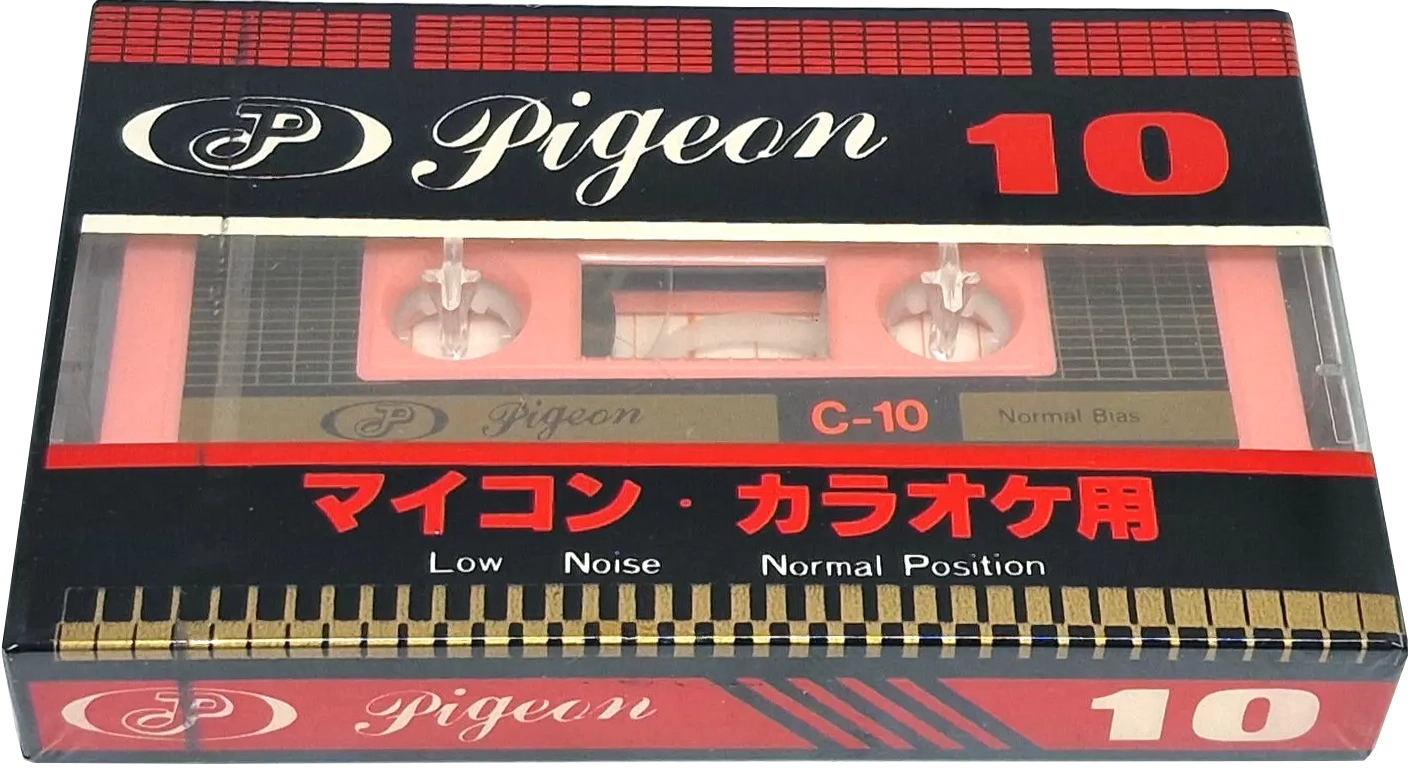 P Pigeon 10
P Pigeon C-10 Normal Bias
マイコン・カラオケ用
Low Noise Normal Position
P Pigeon 10